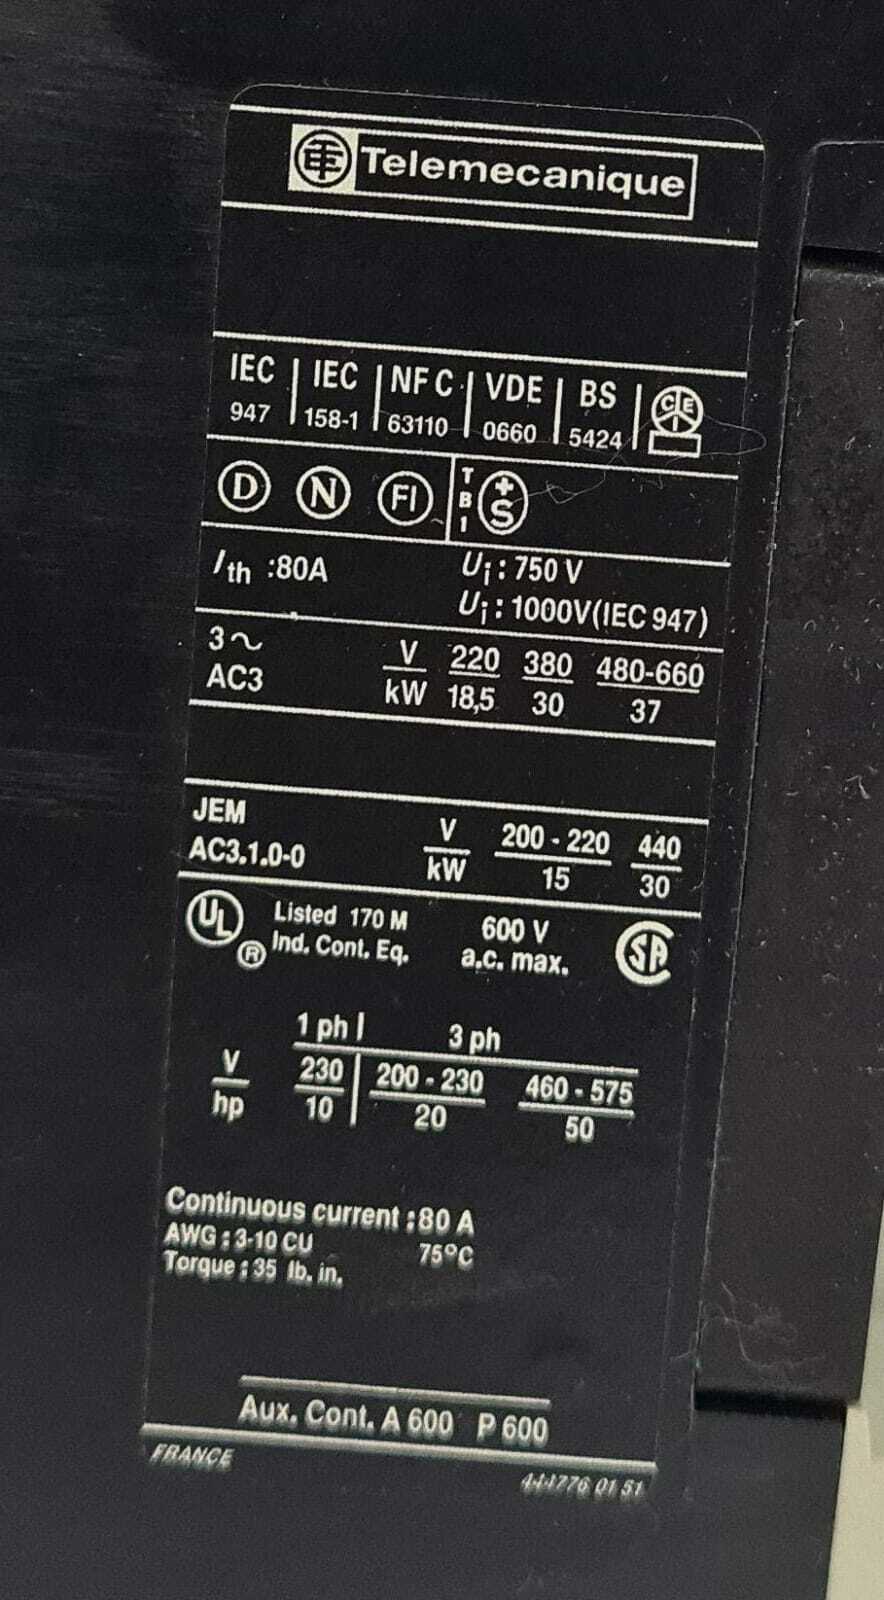 Telemecanique
IEC 947 | IEC 158-1 | NF C 63110 | VDE 0660 | BS 5424 | CEI
D N FI TB1 +S
Ith :80A Ui : 750 V
Ui : 1000V(IEC 947)
3~ V 220 380 480-660
AC3 kW 18,5 30 37
JEM V 200 - 220 440
AC3.1.0-0 kW 15 30
UL ® Listed 170 M 600 V SA
Ind. Cont. Eq. a.c. max.
1 ph | 3 ph
V 230 200 - 230 460 - 575
hp 10 20 50
Continuous current : 80 A
AWG : 3-10 CU 75°C
Torque : 35 lb. in.
Aux. Cont. A 600 P 600
FRANCE 444776 01 51